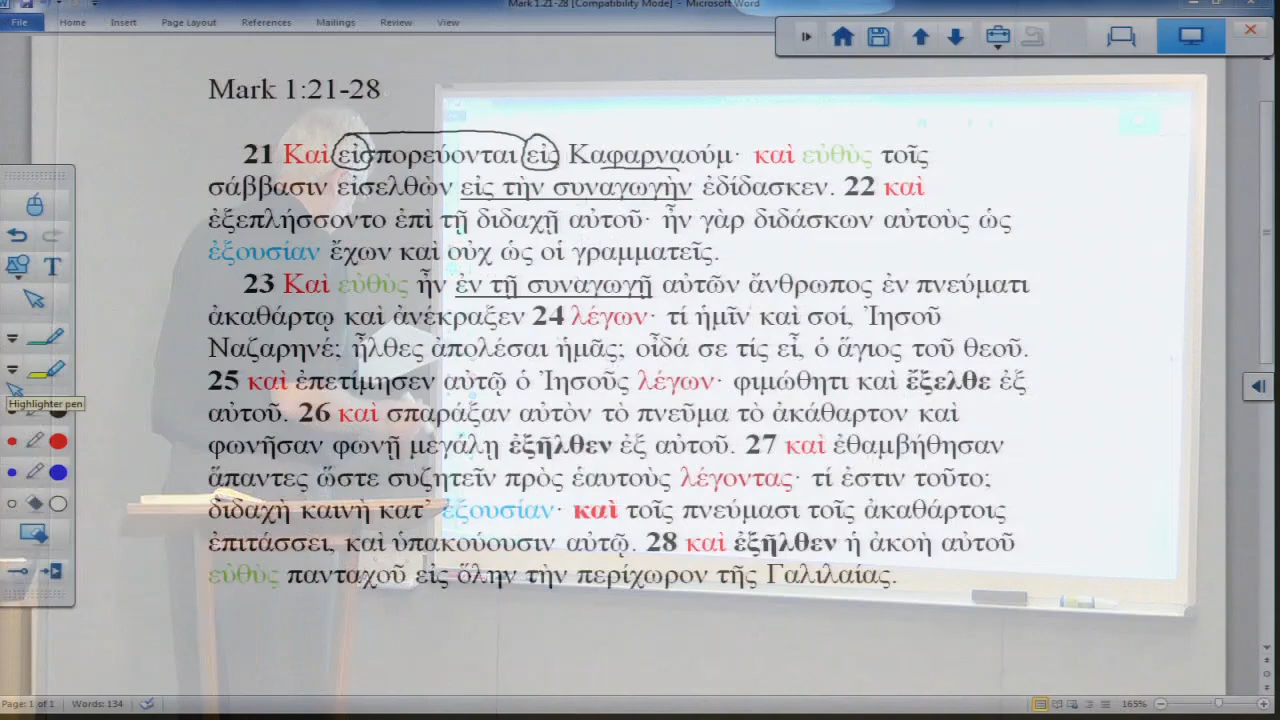 Mark 1:21-28 [Compatibility Mode] - Microsoft Word
File Home Insert Page Layout References Mailings Review View
Mark 1:21-28
21 Καὶ εἰσπορεύονται εἰς Καφαρναούμ· καὶ εὐθὺς τοῖς
σάββασιν εἰσελθὼν εἰς τὴν συναγωγὴν ἐδίδασκεν. 22 καὶ
ἐξεπλήσσοντο ἐπὶ τῇ διδαχῇ αὐτοῦ· ἦν γὰρ διδάσκων αὐτοὺς ὡς
ἐξουσίαν ἔχων καὶ οὐχ ὡς οἱ γραμματεῖς.
23 Καὶ εὐθὺς ἦν ἐν τῇ συναγωγῇ αὐτῶν ἄνθρωπος ἐν πνεύματι
ἀκαθάρτῳ καὶ ἀνέκραξεν 24 λέγων· τί ἡμῖν καὶ σοί, Ἰησοῦ
Ναζαρηνέ; ἦλθες ἀπολέσαι ἡμᾶς; οἶδά σε τίς εἶ, ὁ ἅγιος τοῦ θεοῦ.
25 καὶ ἐπετίμησεν αὐτῷ ὁ Ἰησοῦς λέγων· φιμώθητι καὶ ἔξελθε ἐξ
αὐτοῦ. 26 καὶ σπαράξαν αὐτὸν τὸ πνεῦμα τὸ ἀκάθαρτον καὶ
φωνῆσαν φωνῇ μεγάλῃ ἐξῆλθεν ἐξ αὐτοῦ. 27 καὶ ἐθαμβήθησαν
ἅπαντες ὥστε συζητεῖν πρὸς ἑαυτοὺς λέγοντας· τί ἐστιν τοῦτο;
διδαχὴ καινὴ κατ’ ἐξουσίαν· καὶ τοῖς πνεύμασι τοῖς ἀκαθάρτοις
ἐπιτάσσει, καὶ ὑπακούουσιν αὐτῷ. 28 καὶ ἐξῆλθεν ἡ ἀκοὴ αὐτοῦ
εὐθὺς πανταχοῦ εἰς ὅλην τὴν περίχωρον τῆς Γαλιλαίας.
Highlighter pen
Page: 1 of 1 Words: 134 165%